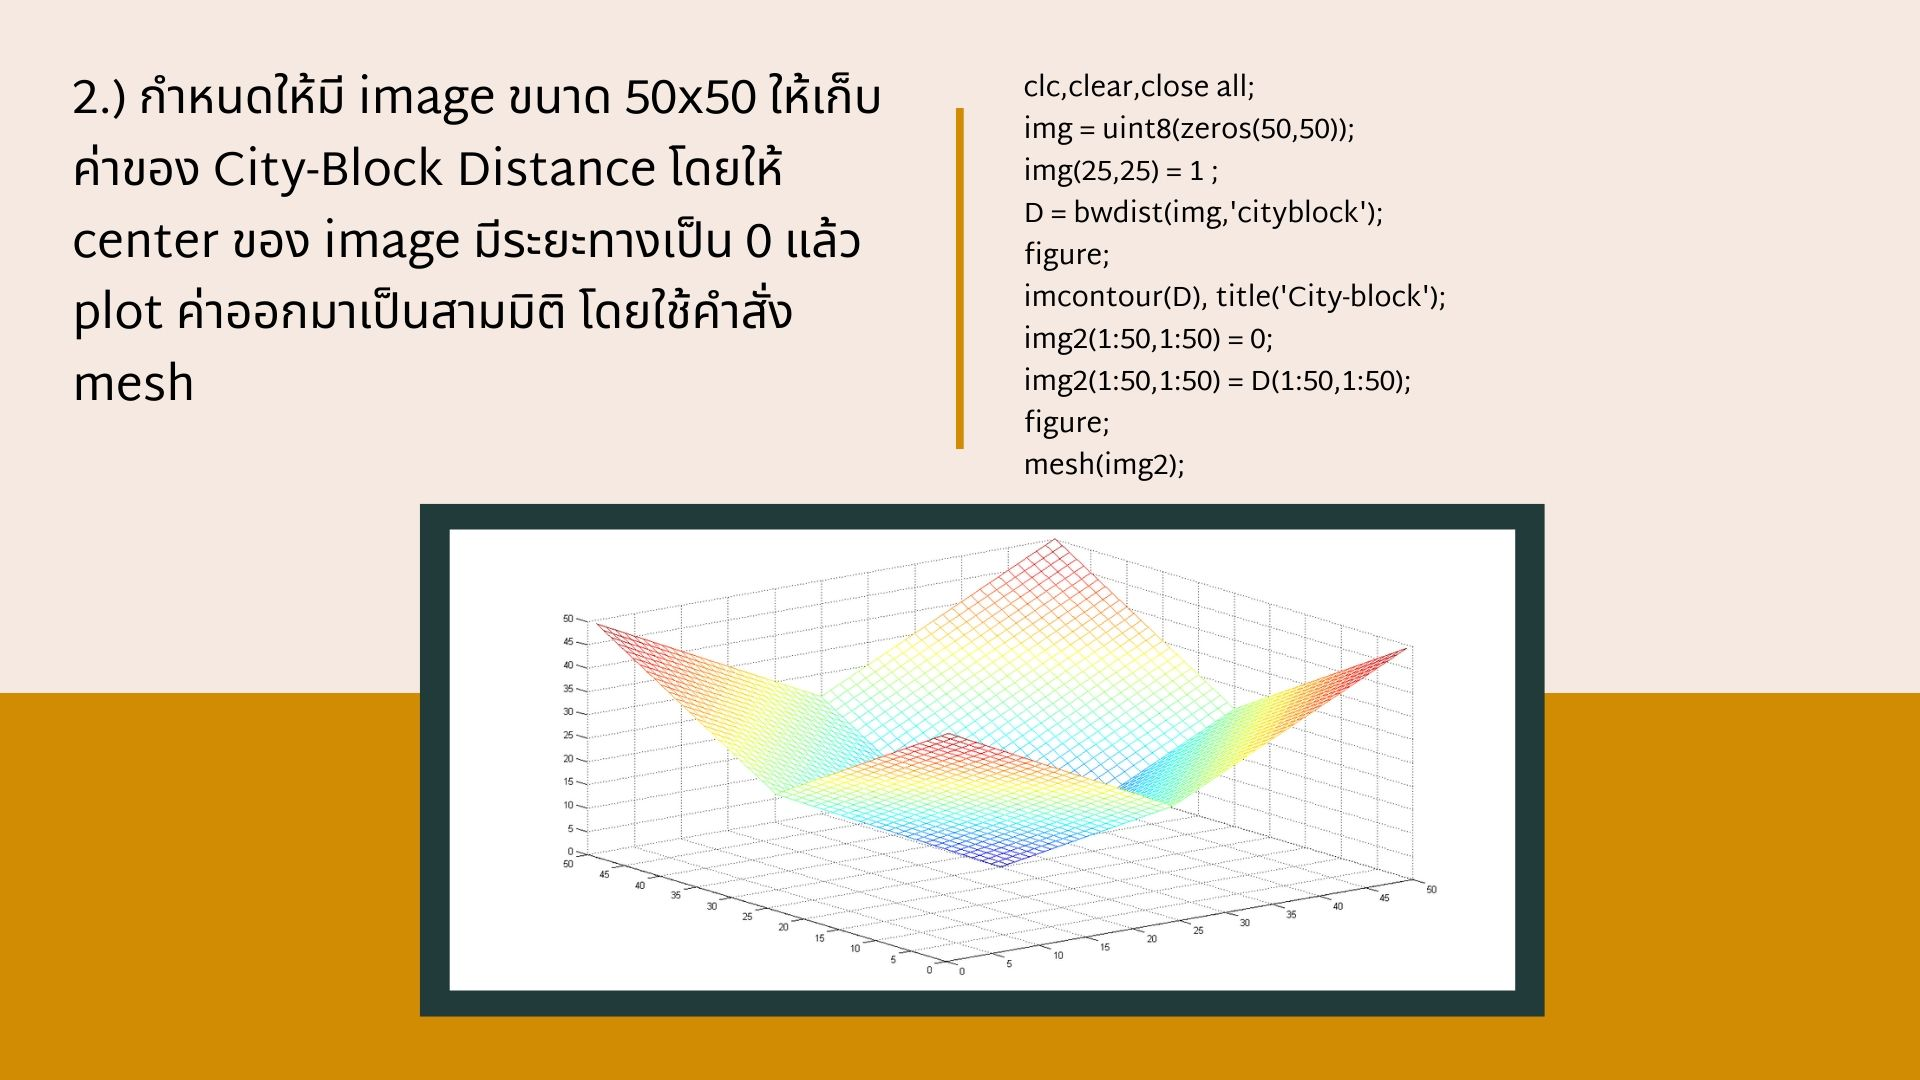 2.) กำหนดให้มี image ขนาด 50x50 ให้เก็บ
ค่าของ City-Block Distance โดยให้
center ของ image มีระยะทางเป็น 0 แล้ว
plot ค่าออกมาเป็นสามมิติ โดยใช้คำสั่ง
mesh
clc,clear,close all;
img = uint8(zeros(50,50));
img(25,25) = 1 ;
D = bwdist(img,'cityblock');
figure;
imcontour(D), title('City-block');
img2(1:50,1:50) = 0;
img2(1:50,1:50) = D(1:50,1:50);
figure;
mesh(img2);
50
45
40
35
30
25
20
15
10
5
0
50
45
40
35
30
25
20
15
10
5
0
0
5
10
15
20
25
30
35
40
45
50